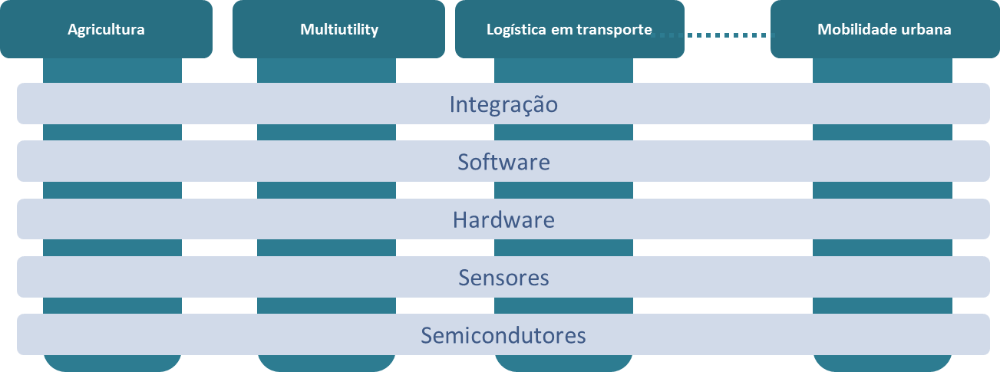 Agricultura
Multiutility
Logística em transporte
Mobilidade urbana
Integração
Software
Hardware
Sensores
Semicondutores